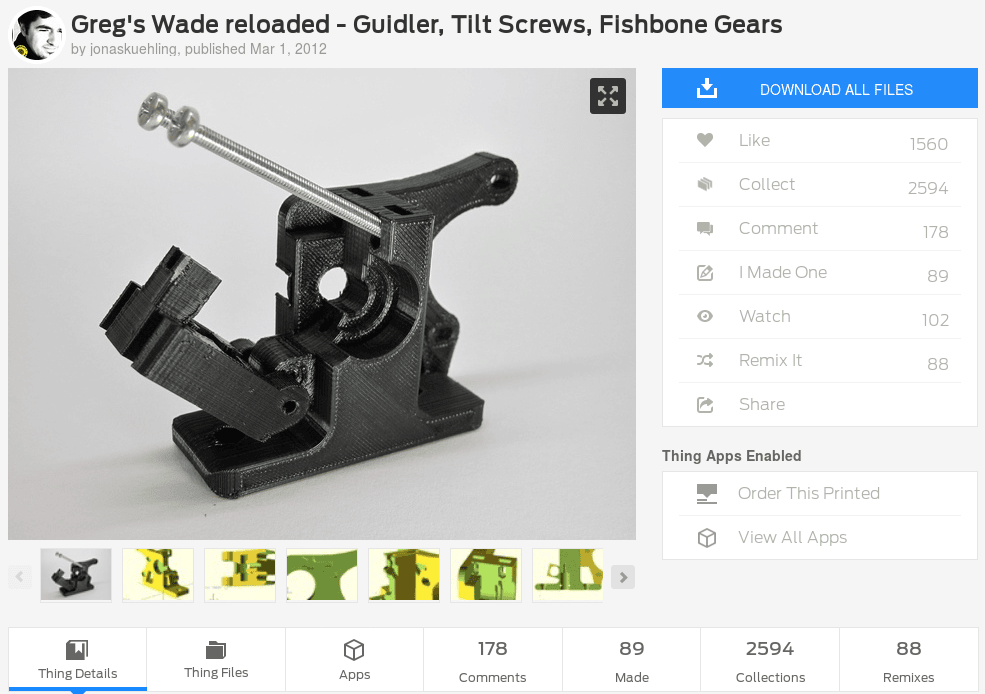 Greg's Wade reloaded - Guidler, Tilt Screws, Fishbone Gears
by jonaskuehling, published Mar 1, 2012
DOWNLOAD ALL FILES
Like 1560
Collect 2594
Comment 178
I Made One 89
Watch 102
Remix It 88
Share
Thing Apps Enabled
Order This Printed
View All Apps
Thing Details
Thing Files
Apps
178 Comments
89 Made
2594 Collections
88 Remixes